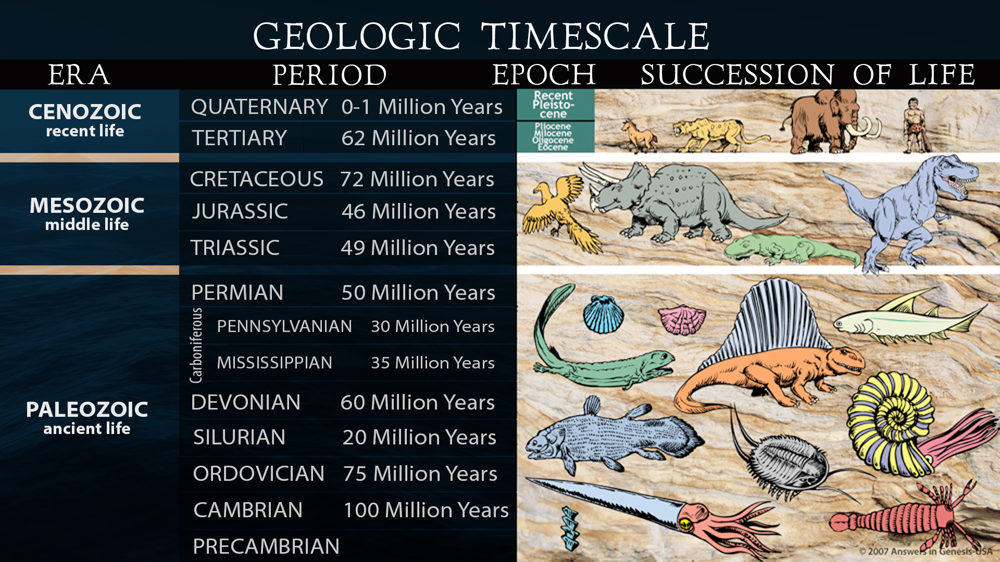 GEOLOGIC TIMESCALE
ERA PERIOD EPOCH SUCCESSION OF LIFE
CENOZOIC
recent life
QUATERNARY 0-1 Million Years
TERTIARY 62 Million Years
Recent
Pleisto-
cene
Pliocene
Milocene
Oligocene
Eocene
MESOZOIC
middle life
CRETACEOUS 72 Million Years
JURASSIC 46 Million Years
TRIASSIC 49 Million Years
PALEOZOIC
ancient life
PERMIAN 50 Million Years
Carboniferous
PENNSYLVANIAN 30 Million Years
MISSISSIPPIAN 35 Million Years
DEVONIAN 60 Million Years
SILURIAN 20 Million Years
ORDOVICIAN 75 Million Years
CAMBRIAN 100 Million Years
PRECAMBRIAN
© 2007 Answers in Genesis-USA